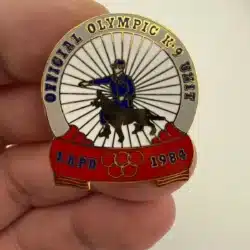 OFFICIAL OLYMPIC K-9 UNIT
LAPD 1984